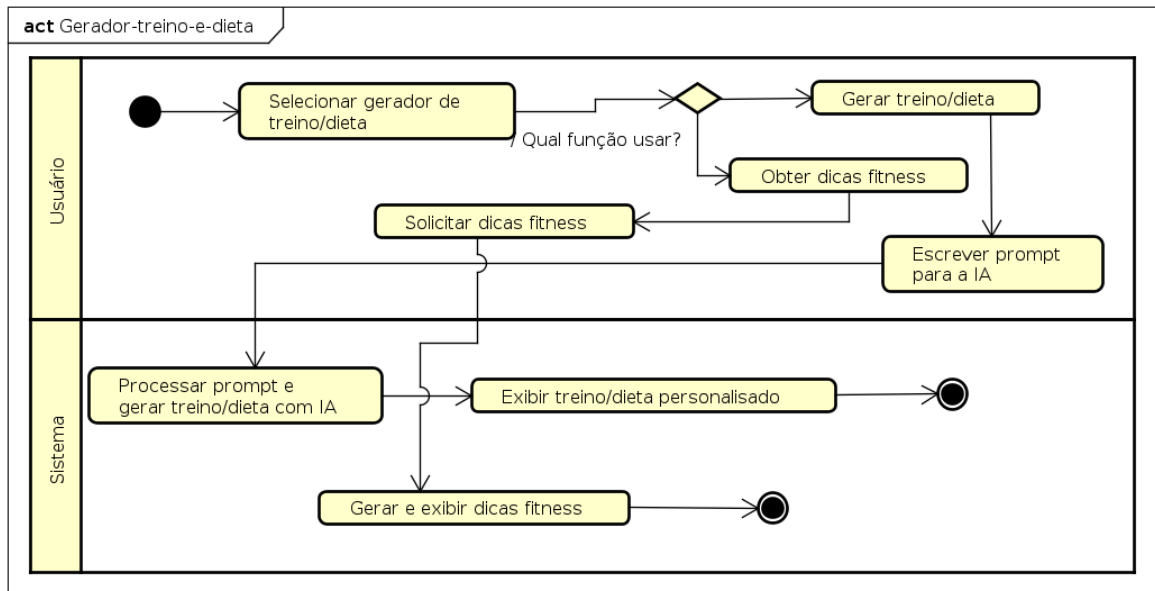 act Gerador-treino-e-dieta
Usuário
Selecionar gerador de
treino/dieta
/ Qual função usar?
Gerar treino/dieta
Obter dicas fitness
Solicitar dicas fitness
Escrever prompt
para a IA
Sistema
Processar prompt e
gerar treino/dieta com IA
Exibir treino/dieta personalisado
Gerar e exibir dicas fitness